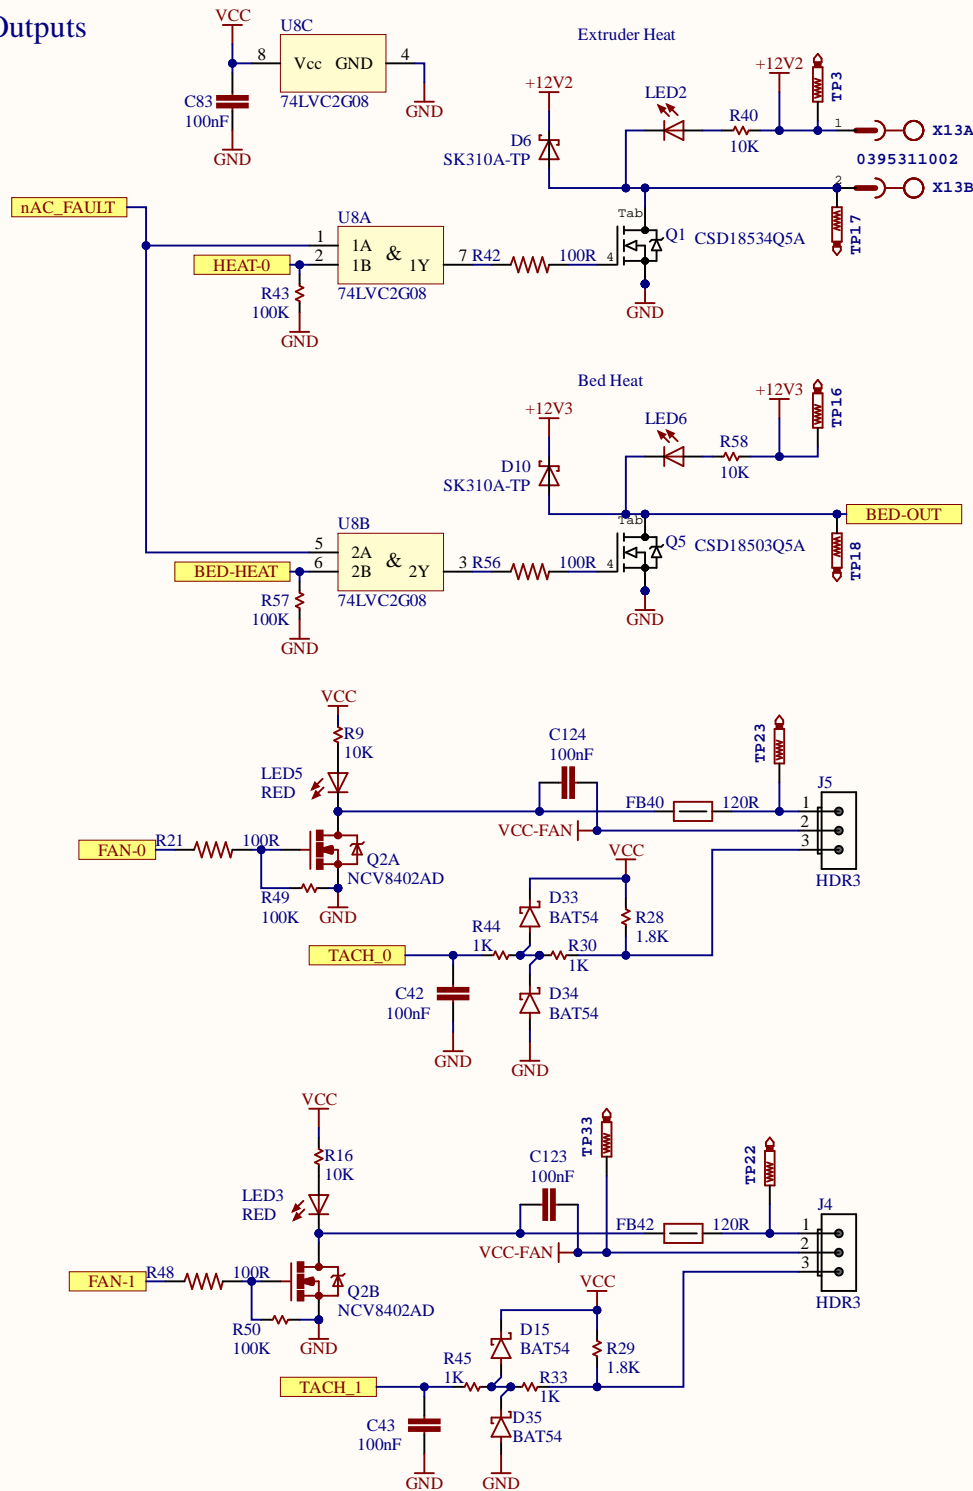 Outputs
VCC
U8C
8
Vcc GND
4
C83
100nF
74LVC2G08
GND
GND
Extruder Heat
+12V2
LED2
+12V2
TP3
R40
10K
D6
SK310A-TP
1
X13A
0395311002
2
X13B
nAC_FAULT
U8A
1
1A
&
HEAT-0
2
1B
1Y
7
R42
100R
4
Tab
Q1
CSD18534Q5A
TP17
R43
100K
74LVC2G08
GND
GND
Bed Heat
+12V3
LED6
+12V3
TP16
R58
10K
D10
SK310A-TP
BED-OUT
U8B
5
2A
&
BED-HEAT
6
2B
2Y
3
R56
100R
4
Tab
Q5
CSD18503Q5A
TP18
R57
100K
74LVC2G08
GND
GND
VCC
R9
10K
C124
100nF
TP23
LED5
RED
J5
FB40
120R
1
VCC-FAN
2
3
FAN-0
R21
100R
Q2A
NCV8402AD
VCC
HDR3
R49
100K
GND
D33
BAT54
R28
1.8K
R44
1K
R30
1K
TACH_0
C42
100nF
D34
BAT54
GND
GND
VCC
TP33
R16
10K
C123
100nF
TP22
LED3
RED
J4
FB42
120R
1
VCC-FAN
2
3
FAN-1
R48
100R
Q2B
NCV8402AD
VCC
HDR3
R50
100K
GND
D15
BAT54
R29
1.8K
R45
1K
R33
1K
TACH_1
C43
100nF
D35
BAT54
GND
GND